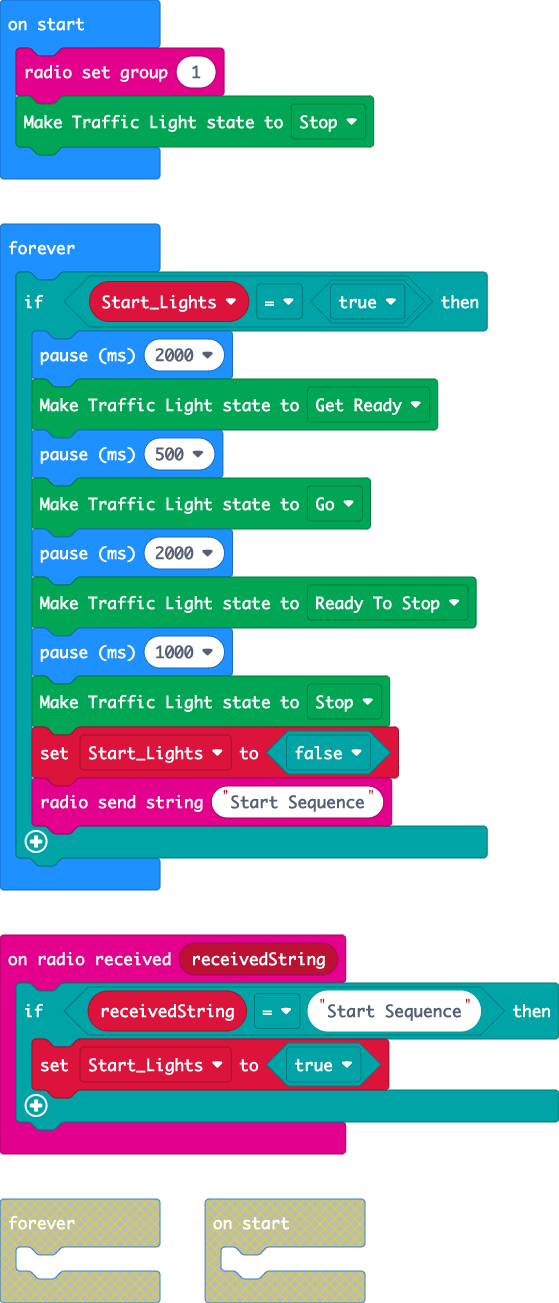 on start
radio set group 1
Make Traffic Light state to Stop
forever
if Start_Lights = true then
pause (ms) 2000
Make Traffic Light state to Get Ready
pause (ms) 500
Make Traffic Light state to Go
pause (ms) 2000
Make Traffic Light state to Ready To Stop
pause (ms) 1000
Make Traffic Light state to Stop
set Start_Lights to false
radio send string "Start Sequence"
on radio received receivedString
if receivedString = "Start Sequence" then
set Start_Lights to true
forever on start